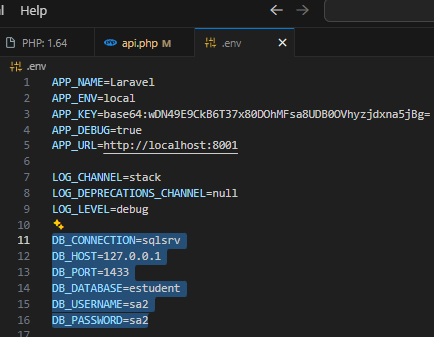 al Help
PHP: 1.64 api.php M .env
.env
1 APP_NAME=Laravel
2 APP_ENV=local
3 APP_KEY=base64:wDN49E9CkB6T37x80DOhMFsa8UDB0OVhyzjdxna5jBg=
4 APP_DEBUG=true
5 APP_URL=http://localhost:8001
6
7 LOG_CHANNEL=stack
8 LOG_DEPRECATIONS_CHANNEL=null
9 LOG_LEVEL=debug
10
11 DB_CONNECTION=sqlsrv
12 DB_HOST=127.0.0.1
13 DB_PORT=1433
14 DB_DATABASE=estudent
15 DB_USERNAME=sa2
16 DB_PASSWORD=sa2
17